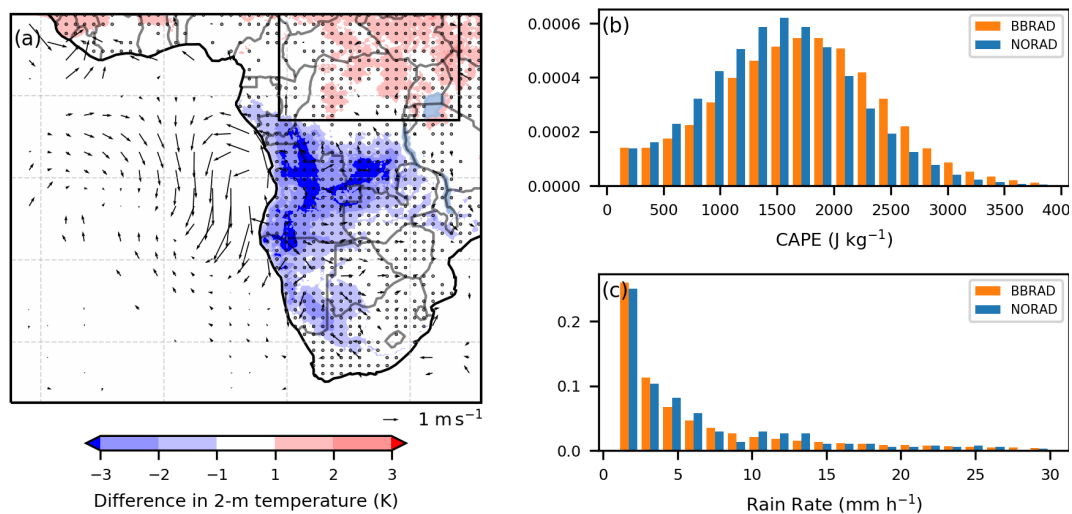 (a)
1 m s⁻¹
−3 −2 −1 1 2 3
Difference in 2-m temperature (K)
(b)
BBRAD
NORAD
0.0006
0.0004
0.0002
0.0000
0 500 1000 1500 2000 2500 3000 3500 400
CAPE (J kg⁻¹)
(c)
BBRAD
NORAD
0.2
0.1
0.0
0 5 10 15 20 25 30
Rain Rate (mm h⁻¹)